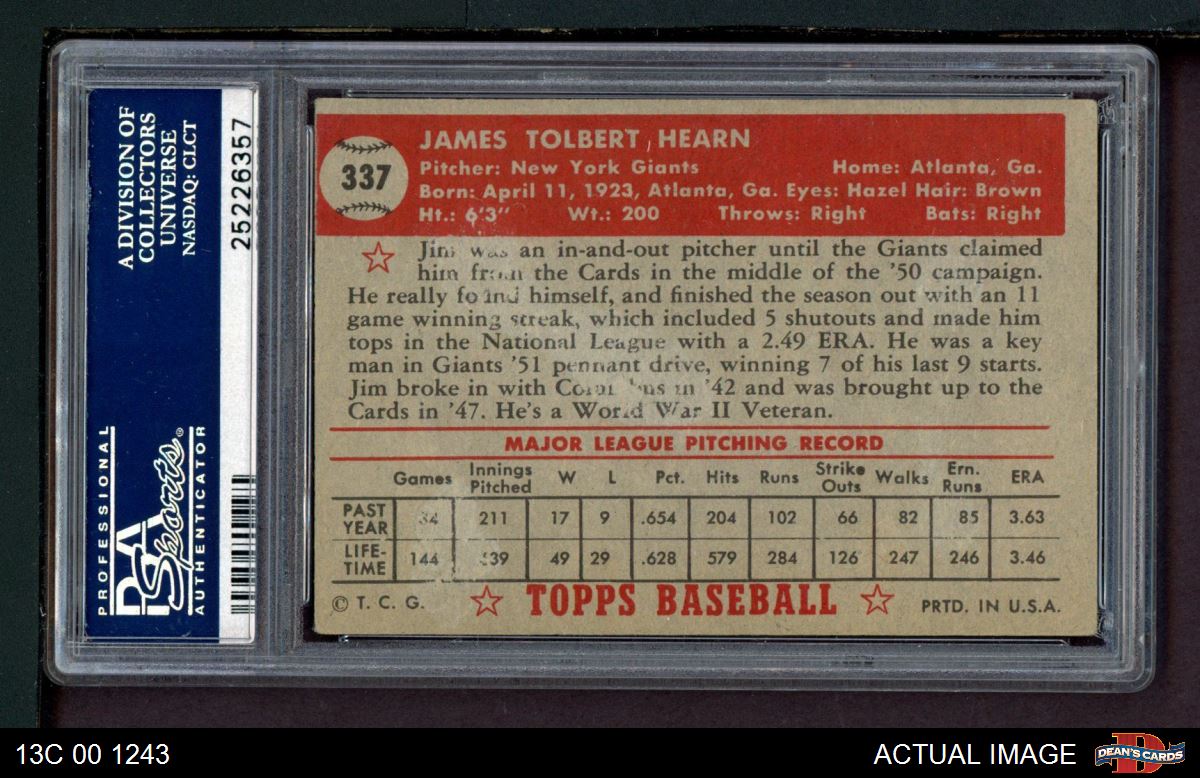 A DIVISION OF
COLLECTORS
UNIVERSE
NASDAQ: CLCT
25226357
PROFESSIONAL
PSA
Sports®
AUTHENTICATOR
337
JAMES TOLBERT HEARN
Pitcher: New York Giants Home: Atlanta, Ga.
Born: April 11, 1923, Atlanta, Ga. Eyes: Hazel Hair: Brown
Ht.: 6'3" Wt.: 200 Throws: Right Bats: Right
Jim was an in-and-out pitcher until the Giants claimed
him from the Cards in the middle of the '50 campaign.
He really found himself, and finished the season out with an 11
game winning streak, which included 5 shutouts and made him
tops in the National League with a 2.49 ERA. He was a key
man in Giants '51 pennant drive, winning 7 of his last 9 starts.
Jim broke in with Columbus in '42 and was brought up to the
Cards in '47. He's a World War II Veteran.
MAJOR LEAGUE PITCHING RECORD
Games Innings Pitched W L Pct. Hits Runs Strike Outs Walks Ern. Runs ERA
PAST YEAR 34 211 17 9 .654 204 102 66 82 85 3.63
LIFE-TIME 144 639 49 29 .628 579 284 126 247 246 3.46
© T. C. G. TOPPS BASEBALL PRTD. IN U.S.A.
13C 00 1243 ACTUAL IMAGE DEAN'S CARDS